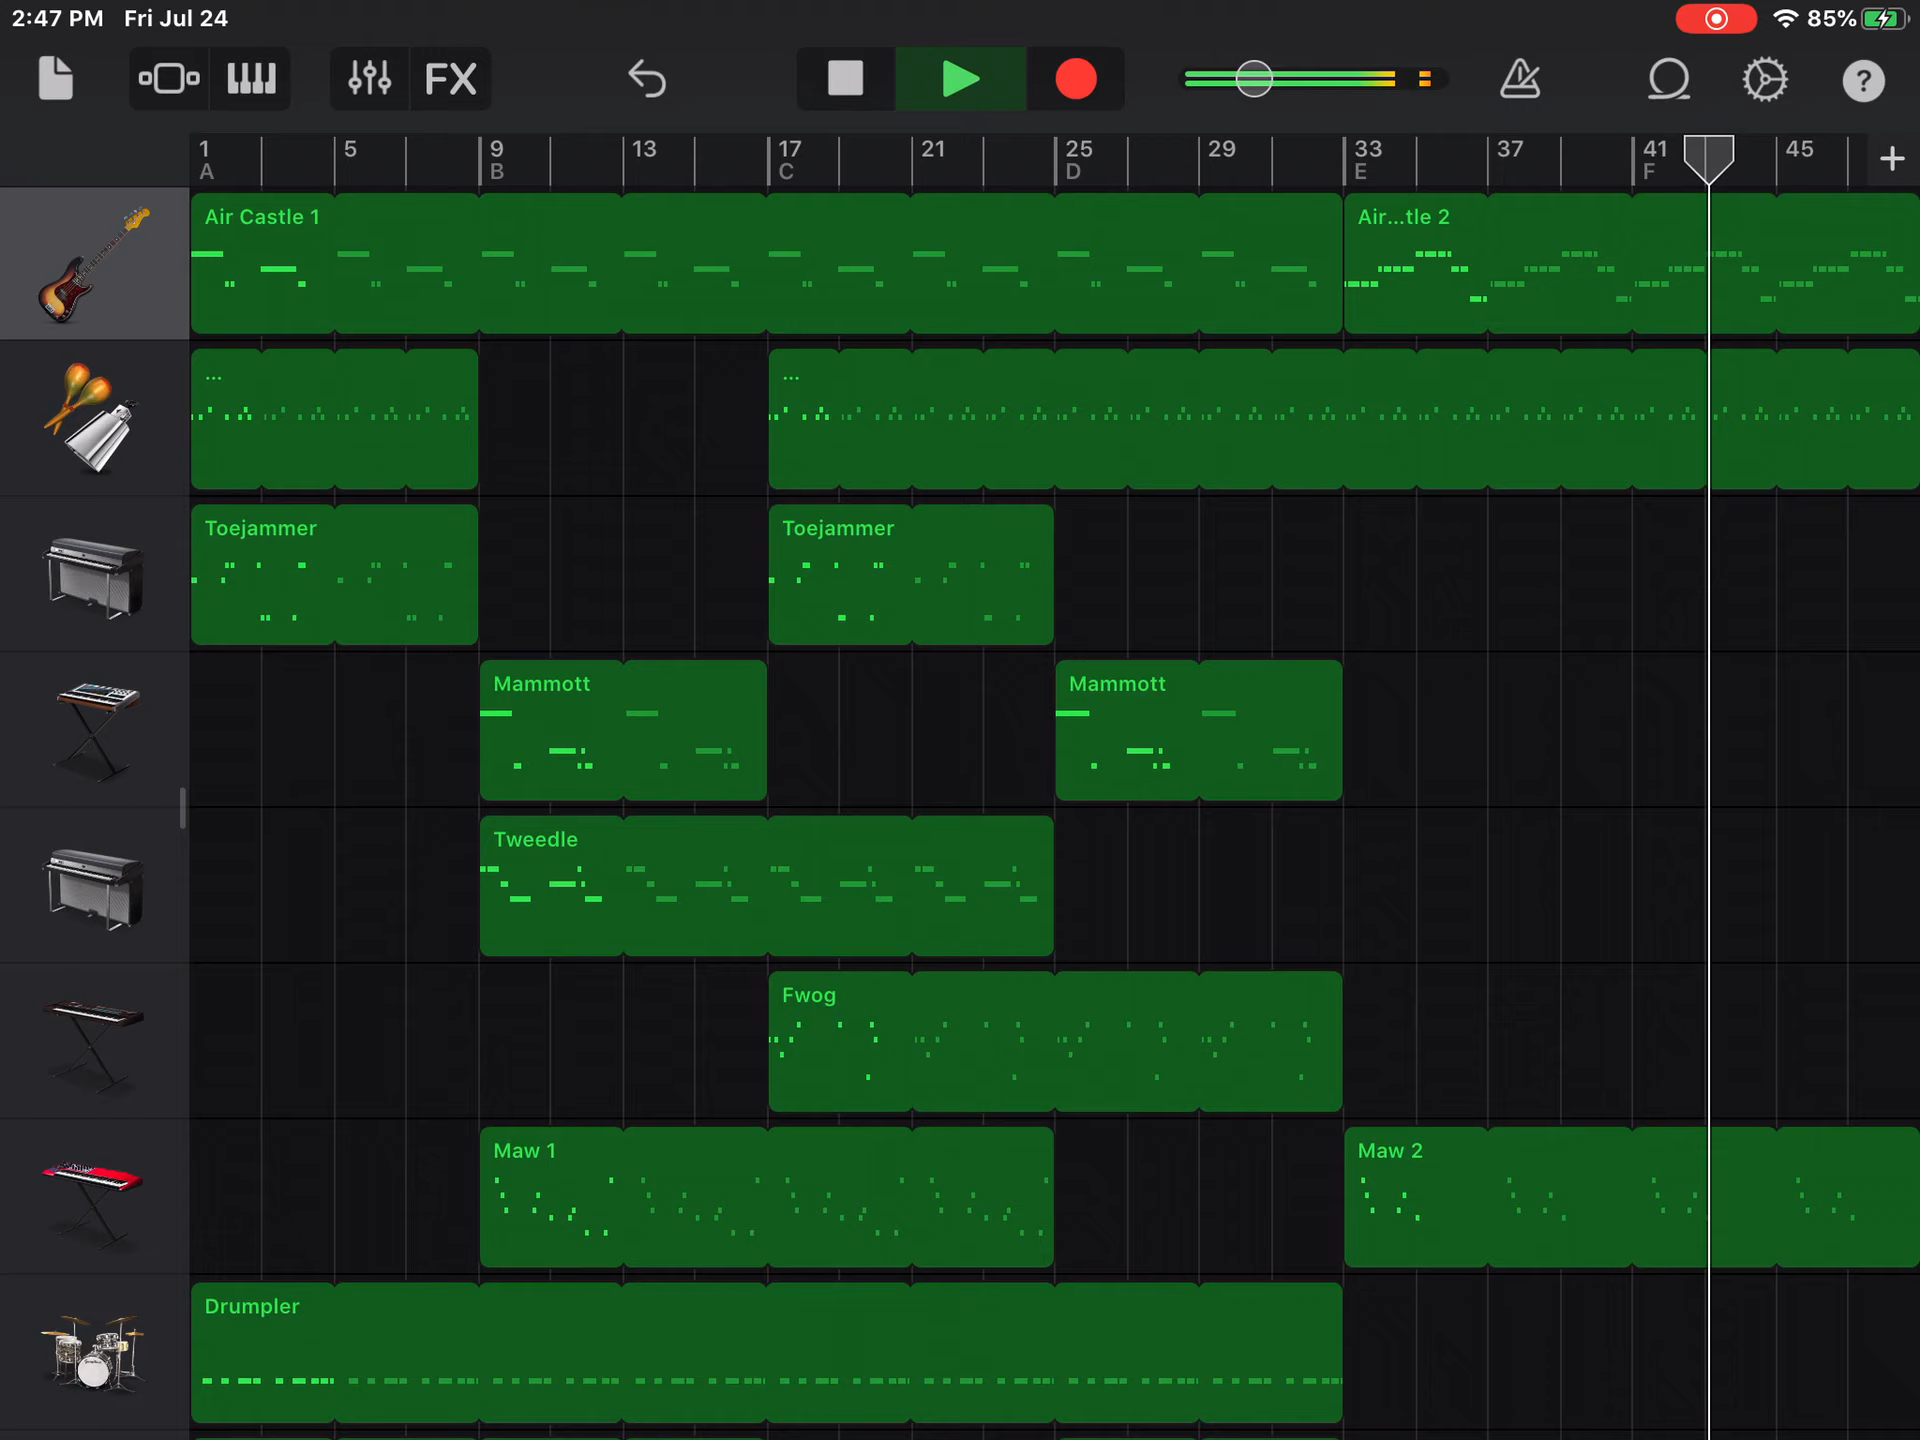 2:47 PM Fri Jul 24 85%
FX ?
1 5 9 13 17 21 25 29 33 37 41 45 +
A B C D E F
Air Castle 1 Air...tle 2
... ...
Toejammer Toejammer
Mammott Mammott
Tweedle
Fwog
Maw 1 Maw 2
Drumpler